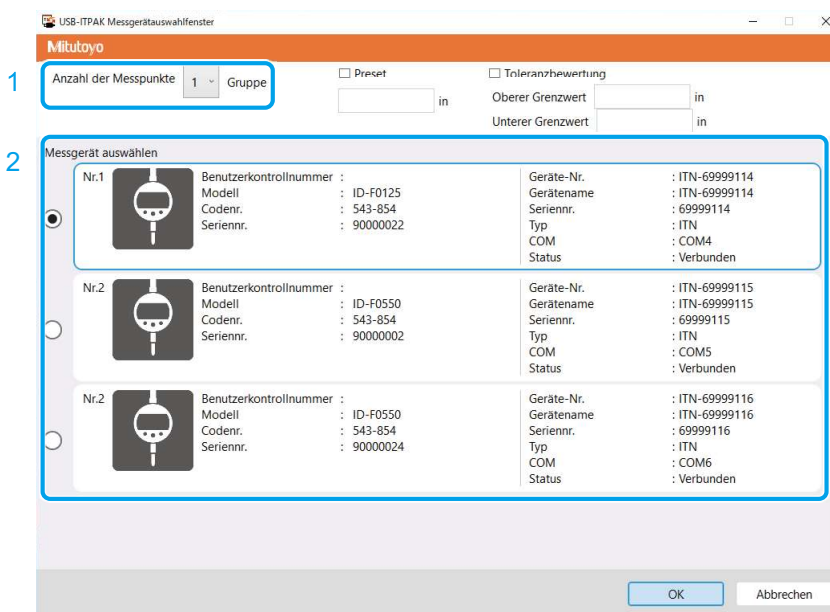 USB-ITPAK Messgerätauswahlfenster
Mitutoyo
1
Anzahl der Messpunkte 1 Gruppe
Preset
in
Toleranzbewertung
Oberer Grenzwert in
Unterer Grenzwert in
2
Messgerät auswählen
Nr.1
Benutzerkontrollnummer :
Modell : ID-F0125
Codenr. : 543-854
Seriennr. : 90000022
Geräte-Nr. : ITN-69999114
Gerätename : ITN-69999114
Seriennr. : 69999114
Typ : ITN
COM : COM4
Status : Verbunden
Nr.2
Benutzerkontrollnummer :
Modell : ID-F0550
Codenr. : 543-854
Seriennr. : 90000002
Geräte-Nr. : ITN-69999115
Gerätename : ITN-69999115
Seriennr. : 69999115
Typ : ITN
COM : COM5
Status : Verbunden
Nr.2
Benutzerkontrollnummer :
Modell : ID-F0550
Codenr. : 543-854
Seriennr. : 90000024
Geräte-Nr. : ITN-69999116
Gerätename : ITN-69999116
Seriennr. : 69999116
Typ : ITN
COM : COM6
Status : Verbunden
OK
Abbrechen